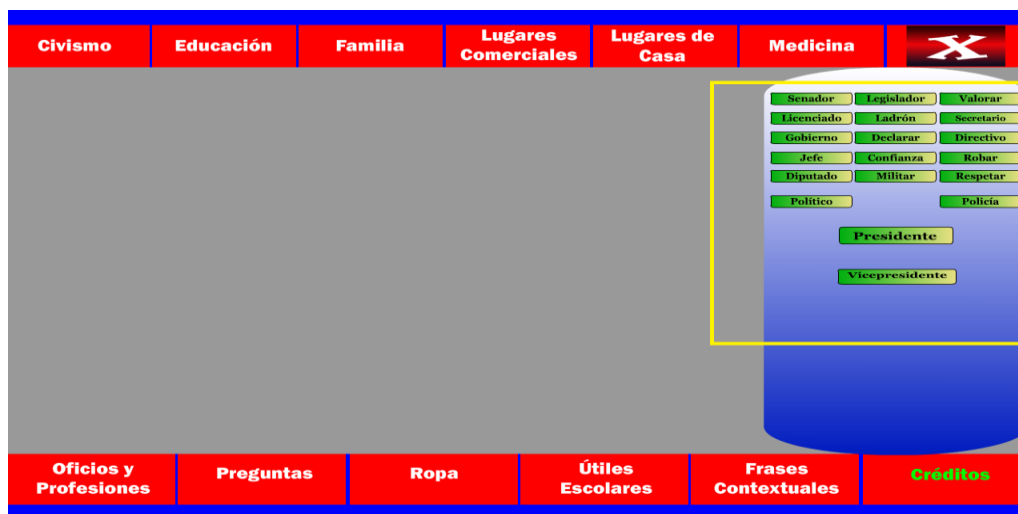 Civismo
Educación
Familia
Lugares
Comerciales
Lugares de
Casa
Medicina
X
Senador Legislador Valorar
Licenciado Ladrón Secretario
Gobierno Declarar Directivo
Jefe Confianza Robar
Diputado Militar Respetar
Político Policía
Presidente
Vicepresidente
Oficios y
Profesiones
Preguntas
Ropa
Útiles
Escolares
Frases
Contextuales
Créditos